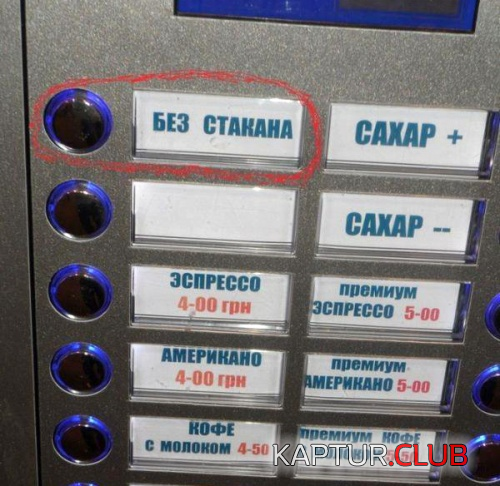 БЕЗ СТАКАНА
САХАР +
САХАР --
ЭСПРЕССО
4-00 грн
премиум
ЭСПРЕССО 5-00
АМЕРИКАНО
4-00 грн
премиум
АМЕРИКАНО 5-00
КОФЕ
С МОЛОКОМ 4-50
премиум КОФЕ
KAPTUR.CLUB